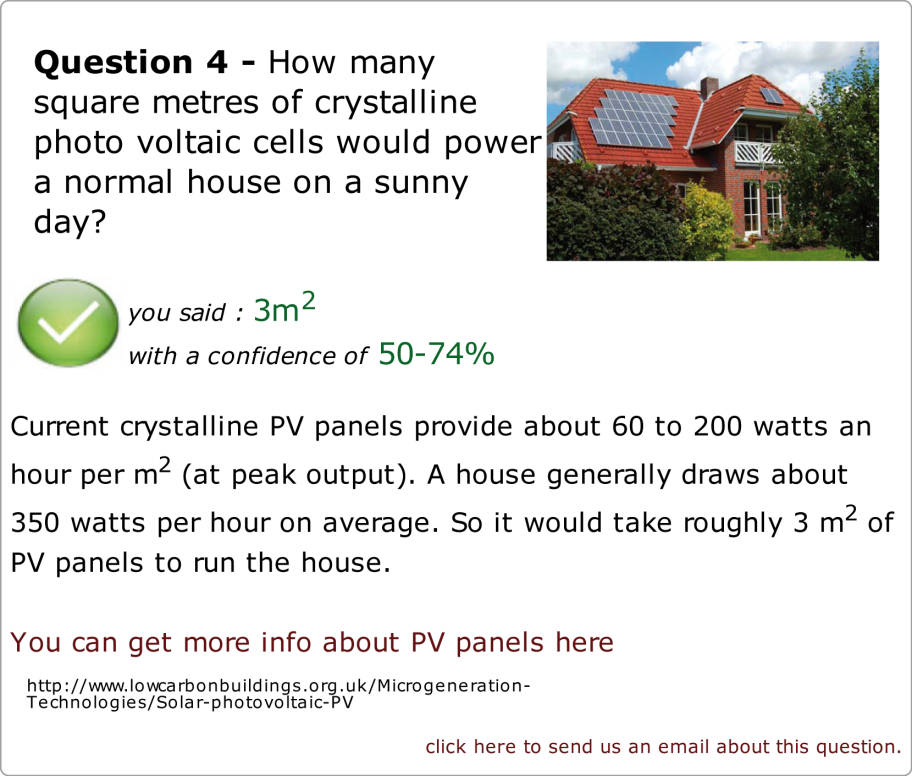 Question 4 - How many
square metres of crystalline
photo voltaic cells would power
a normal house on a sunny
day?
you said : 3m²
with a confidence of 50-74%
Current crystalline PV panels provide about 60 to 200 watts an
hour per m² (at peak output). A house generally draws about
350 watts per hour on average. So it would take roughly 3 m² of
PV panels to run the house.
You can get more info about PV panels here
http://www.lowcarbonbuildings.org.uk/Microgeneration-
Technologies/Solar-photovoltaic-PV
click here to send us an email about this question.